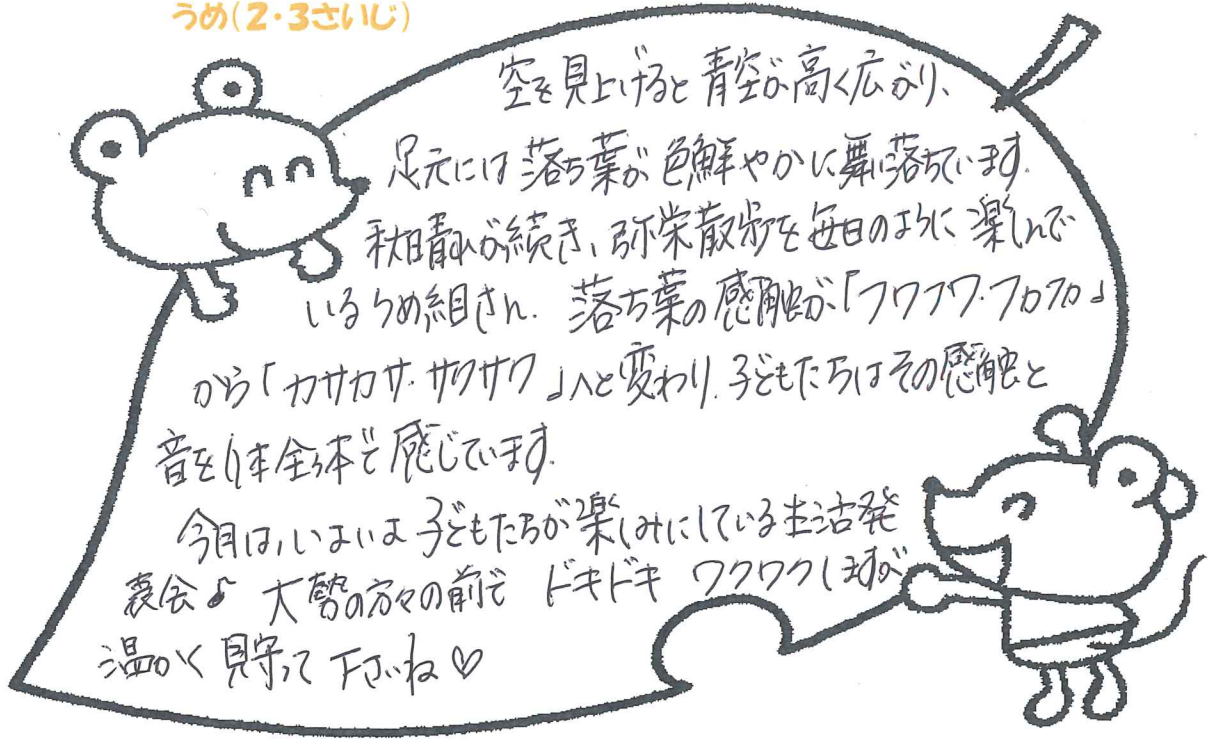 うめ(2・3さいじ)
空を見上げると青空が高く広がり、
足元には落ち葉が色鮮やかに舞い落ちています。
秋晴れが続き、弥栄散歩を毎日のように楽しんで
いるうめ組さん。落ち葉の感触が、「フワフワ・フカフカ」
から「カサカサ・サクサク」へと変わり、子どもたちはその感触と
音を体全体で感じています。
今月は、いよいよ子どもたちが楽しみにしている生活発
表会♪ 大勢の方々の前で ドキドキ ワクワクしますが
温かく見守って下さいね♡